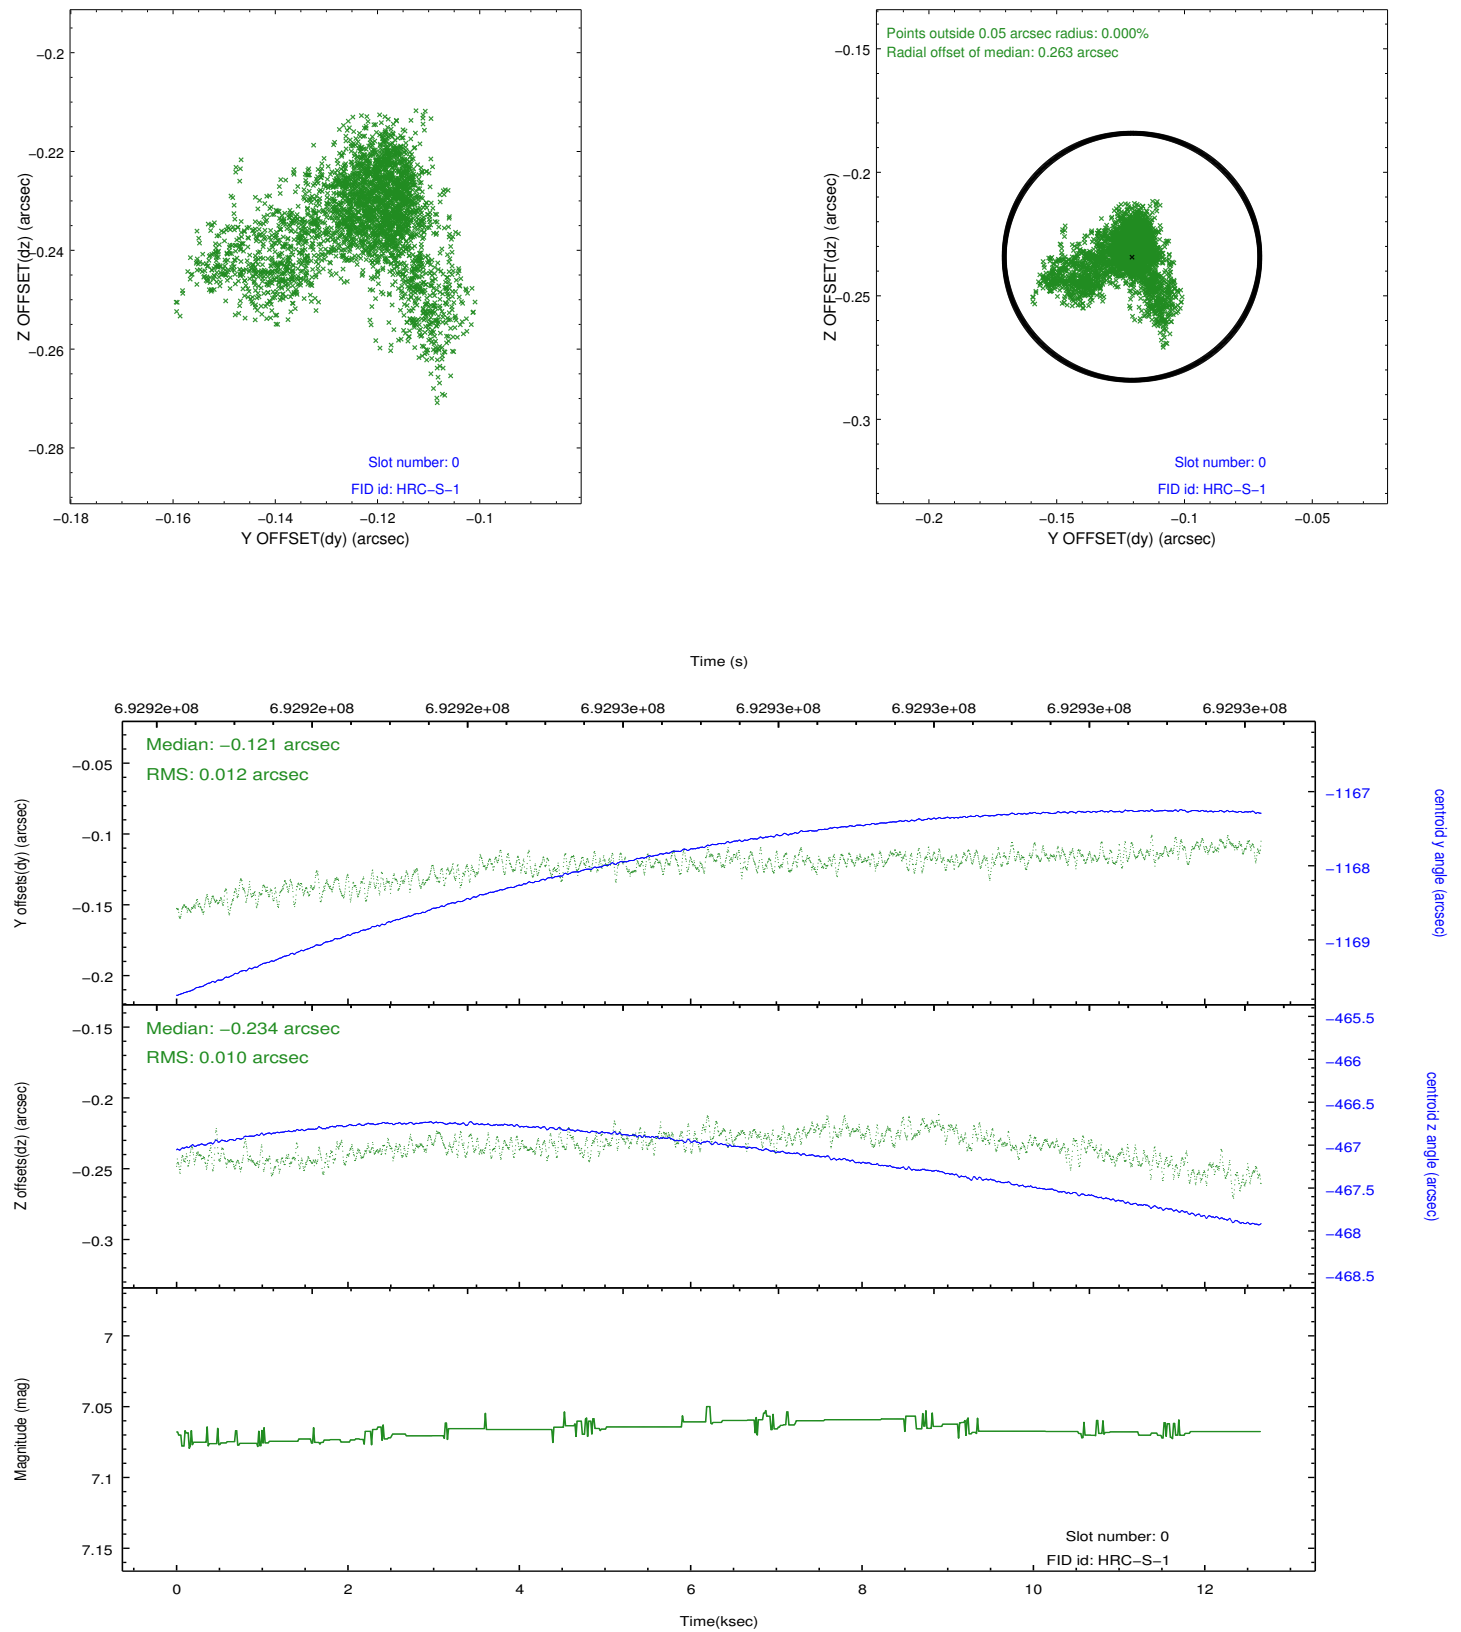 −0.2
−0.22
−0.24
−0.26
−0.28
Z OFFSET(dz) (arcsec)
Slot number: 0
FID id: HRC−S−1
−0.18
−0.16
−0.14
−0.12
−0.1
Y OFFSET(dy) (arcsec)
Points outside 0.05 arcsec radius: 0.000%
Radial offset of median: 0.263 arcsec
−0.15
−0.2
−0.25
−0.3
Z OFFSET(dz) (arcsec)
Slot number: 0
FID id: HRC−S−1
−0.2
−0.15
−0.1
−0.05
Y OFFSET(dy) (arcsec)
Time (s)
6.9292e+08
6.9292e+08
6.9292e+08
6.9293e+08
6.9293e+08
6.9293e+08
6.9293e+08
6.9293e+08
Median: −0.121 arcsec
RMS: 0.012 arcsec
−0.05
−0.1
−0.15
−0.2
Y offsets(dy) (arcsec)
−1167
−1168
−1169
centroid y angle (arcsec)
Median: −0.234 arcsec
RMS: 0.010 arcsec
−0.15
−0.2
−0.25
−0.3
Z offsets(dz) (arcsec)
−465.5
−466
−466.5
−467
−467.5
−468
−468.5
centroid z angle (arcsec)
7
7.05
7.1
7.15
Magnitude (mag)
Slot number: 0
FID id: HRC−S−1
0
2
4
6
8
10
12
Time(ksec)